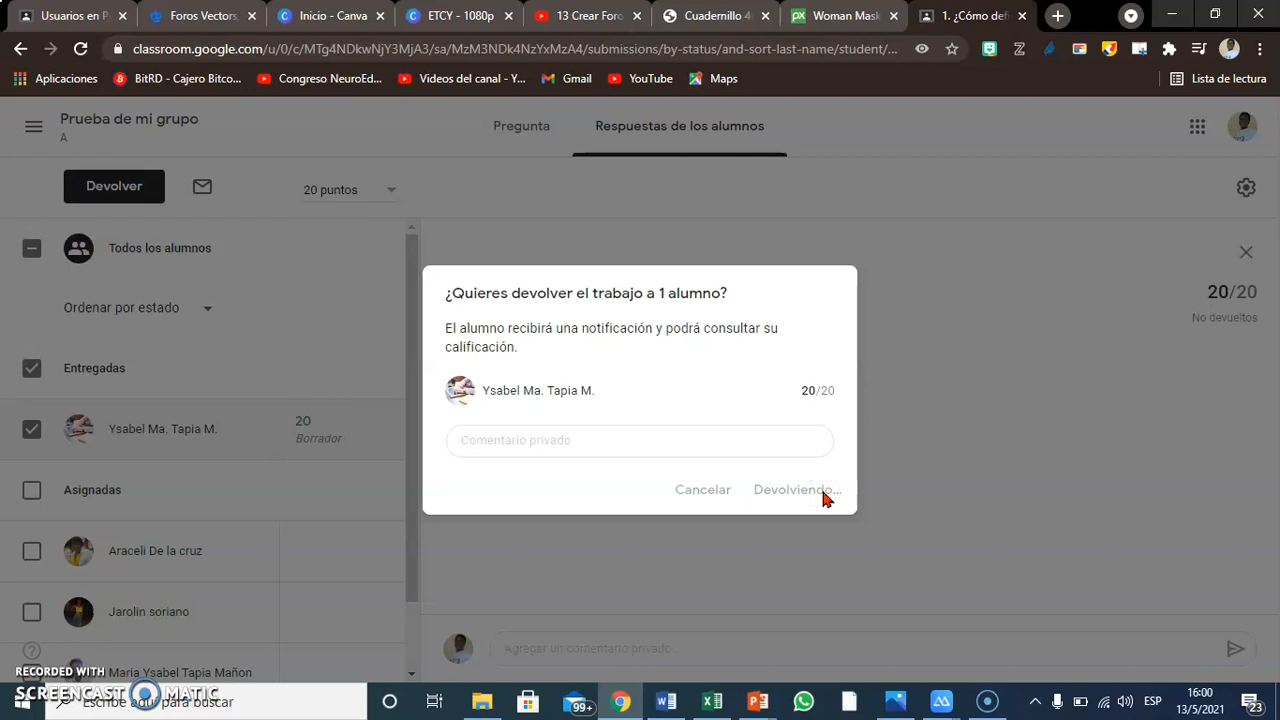 Usuarios en P
Foros Vectors,
Inicio - Canva
ETCY - 1080p
13 Crear Foro
Cuadernillo 4
Woman Mask
1. ¿Cómo def
classroom.google.com/u/0/c/MTg4NDkwNjY3MjA3/sa/MzM3NDk4NzYxMzA4/submissions/by-status/and-sort-last-name/student/...
Aplicaciones
BitRD - Cajero Bitco...
Congreso NeuroEd...
Videos del canal - Y...
Gmail
YouTube
Maps
Lista de lectura
Prueba de mi grupo
A
Pregunta
Respuestas de los alumnos
Devolver
20 puntos
Todos los alumnos
Ordenar por estado
Entregadas
Ysabel Ma. Tapia M.
20
Borrador
Asignadas
Araceli De la cruz
Jarolin soriano
Maria Ysabel Tapia Mañon
20/20
No devueltos
¿Quieres devolver el trabajo a 1 alumno?
El alumno recibirá una notificación y podrá consultar su
calificación.
Ysabel Ma. Tapia M.
20/20
Comentario privado
Cancelar
Devolviendo...
Agregar un comentario privado...
RECORDED WITH
SCREENCAST MATIC
Escribe aquí para buscar
99+
ESP
16:00
13/5/2021
23